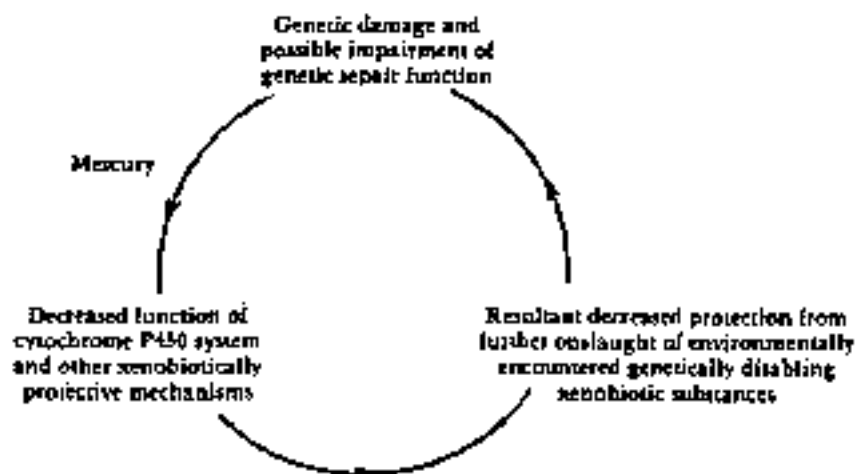 Genetic damage and
possible impairment of
genetic repair function
Mercury
Decreased function of
cytochrome P450 system
and other xenobiotically
protective mechanisms
Resultant decreased protection from
further onslaught of environmentally
encountered genetically disabling
xenobiotic substances